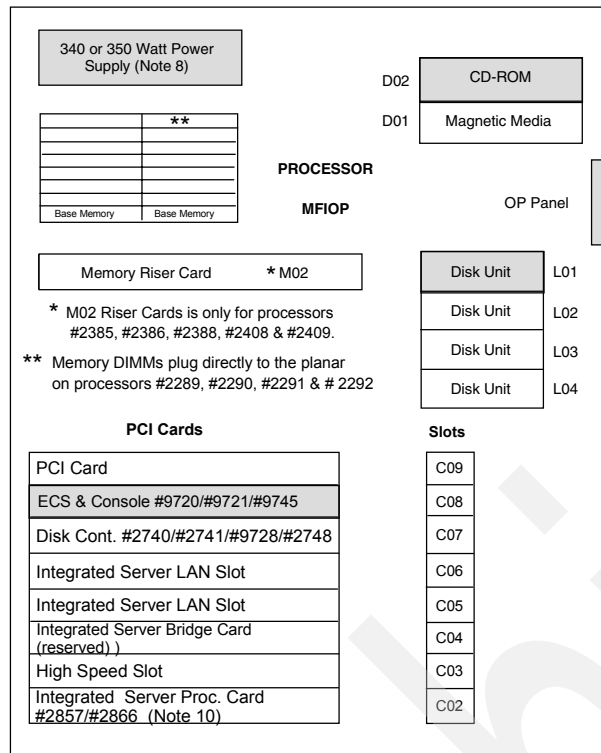 340 or 350 Watt Power
Supply (Note 8)
D02
CD-ROM
D01
Magnetic Media
**
Base Memory
Base Memory
PROCESSOR
MFIOP
OP Panel
Memory Riser Card * M02
* M02 Riser Cards is only for processors
#2385, #2386, #2388, #2408 & #2409.
** Memory DIMMs plug directly to the planar
on processors #2289, #2290, #2291 & # 2292
Disk Unit L01
Disk Unit L02
Disk Unit L03
Disk Unit L04
PCI Cards
Slots
PCI Card
C09
ECS & Console #9720/#9721/#9745
C08
Disk Cont. #2740/#2741/#9728/#2748
C07
Integrated Server LAN Slot
C06
Integrated Server LAN Slot
C05
Integrated Server Bridge Card
(reserved) )
C04
High Speed Slot
C03
Integrated Server Proc. Card
#2857/#2866 (Note 10)
C02